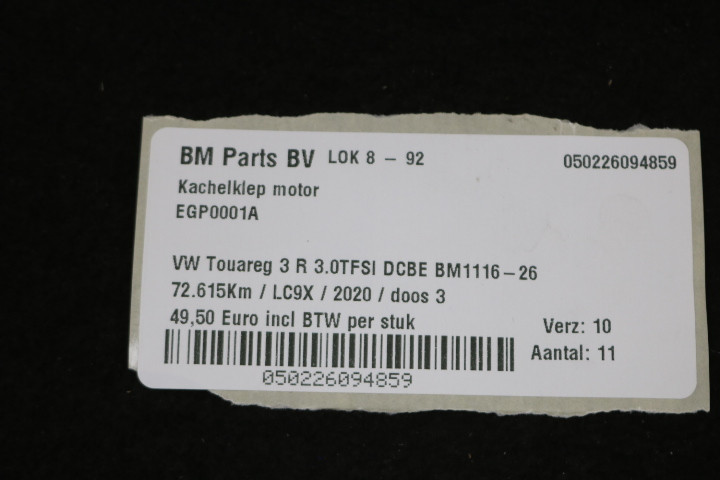 BM Parts BV LOK 8 - 92 050226094859
Kachelklep motor
EGP0001A
VW Touareg 3 R 3.0TFSI DCBE BM1116-26
72.615Km / LC9X / 2020 / doos 3
49,50 Euro incl BTW per stuk Verz: 10
Aantal: 11
050226094859